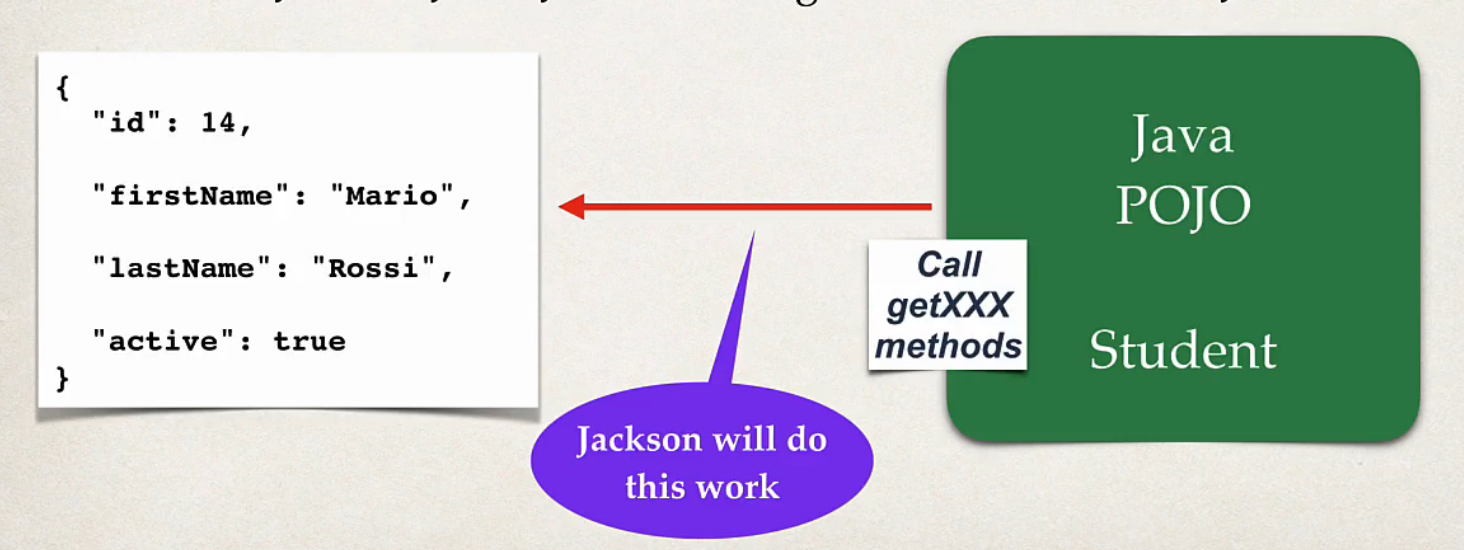 {
"id": 14,
"firstName": "Mario",
"lastName": "Rossi",
"active": true
}
Java
POJO
Student
Call
getXXX
methods
Jackson will do
this work